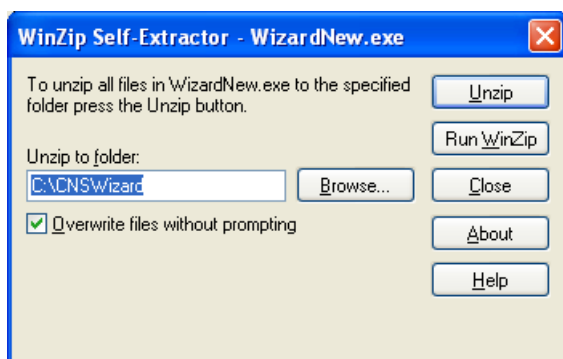 WinZip Self-Extractor - WizardNew.exe
To unzip all files in WizardNew.exe to the specified
folder press the Unzip button.
Unzip to folder:
C:\CNSWizard
Browse...
Overwrite files without prompting
Unzip
Run WinZip
Close
About
Help